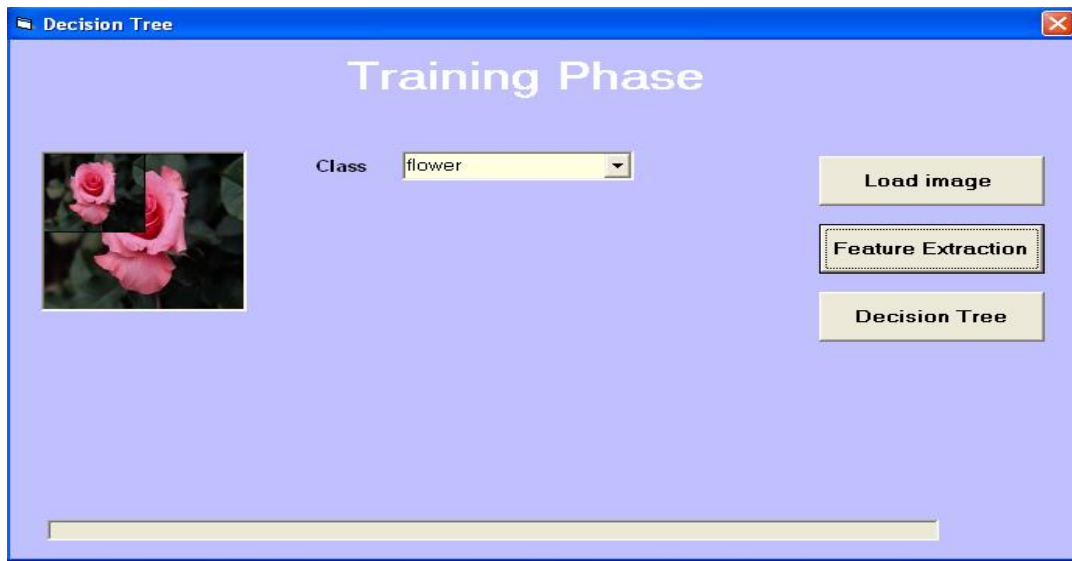 Decision Tree
Training Phase
Class flower
Load image
Feature Extraction
Decision Tree